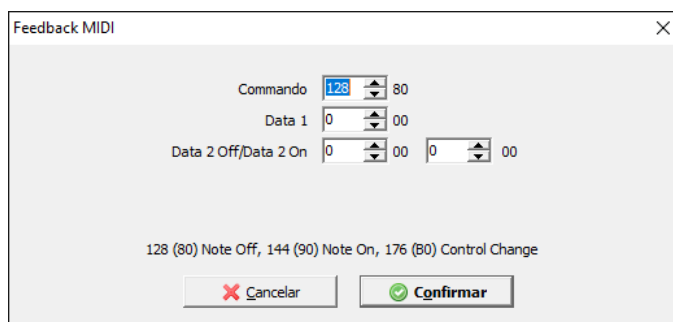 Feedback MIDI
Commando 128 80
Data 1 0 00
Data 2 Off/Data 2 On 0 00 0 00
128 (80) Note Off, 144 (90) Note On, 176 (B0) Control Change
Cancelar Confirmar